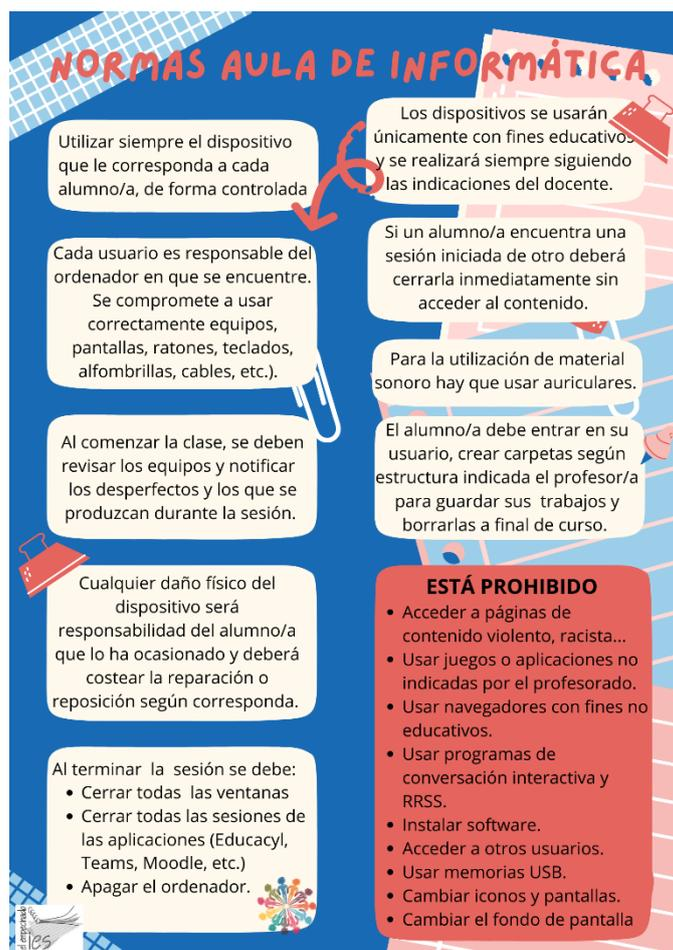 NORMAS AULA DE INFORMÁTICA
Utilizar siempre el dispositivo
que le corresponda a cada
alumno/a, de forma controlada
Cada usuario es responsable del
ordenador en que se encuentre.
Se compromete a usar
correctamente equipos,
pantallas, ratones, teclados,
alfombrillas, cables, etc.).
Al comenzar la clase, se deben
revisar los equipos y notificar
los desperfectos y los que se
produzcan durante la sesión.
Cualquier daño físico del
dispositivo será
responsabilidad del alumno/a
que lo ha ocasionado y deberá
costear la reparación o
reposición según corresponda.
Al terminar la sesión se debe:
• Cerrar todas las ventanas
• Cerrar todas las sesiones de
las aplicaciones (Educacyl,
Teams, Moodle, etc.)
• Apagar el ordenador.
el empecinado
ies
Los dispositivos se usarán
únicamente con fines educativos
y se realizará siempre siguiendo
las indicaciones del docente.
Si un alumno/a encuentra una
sesión iniciada de otro deberá
cerrarla inmediatamente sin
acceder al contenido.
Para la utilización de material
sonoro hay que usar auriculares.
El alumno/a debe entrar en su
usuario, crear carpetas según
estructura indicada el profesor/a
para guardar sus trabajos y
borrarlas a final de curso.
ESTÁ PROHIBIDO
• Acceder a páginas de
contenido violento, racista...
• Usar juegos o aplicaciones no
indicadas por el profesorado.
• Usar navegadores con fines no
educativos.
• Usar programas de
conversación interactiva y
RRSS.
• Instalar software.
• Acceder a otros usuarios.
• Usar memorias USB.
• Cambiar iconos y pantallas.
• Cambiar el fondo de pantalla